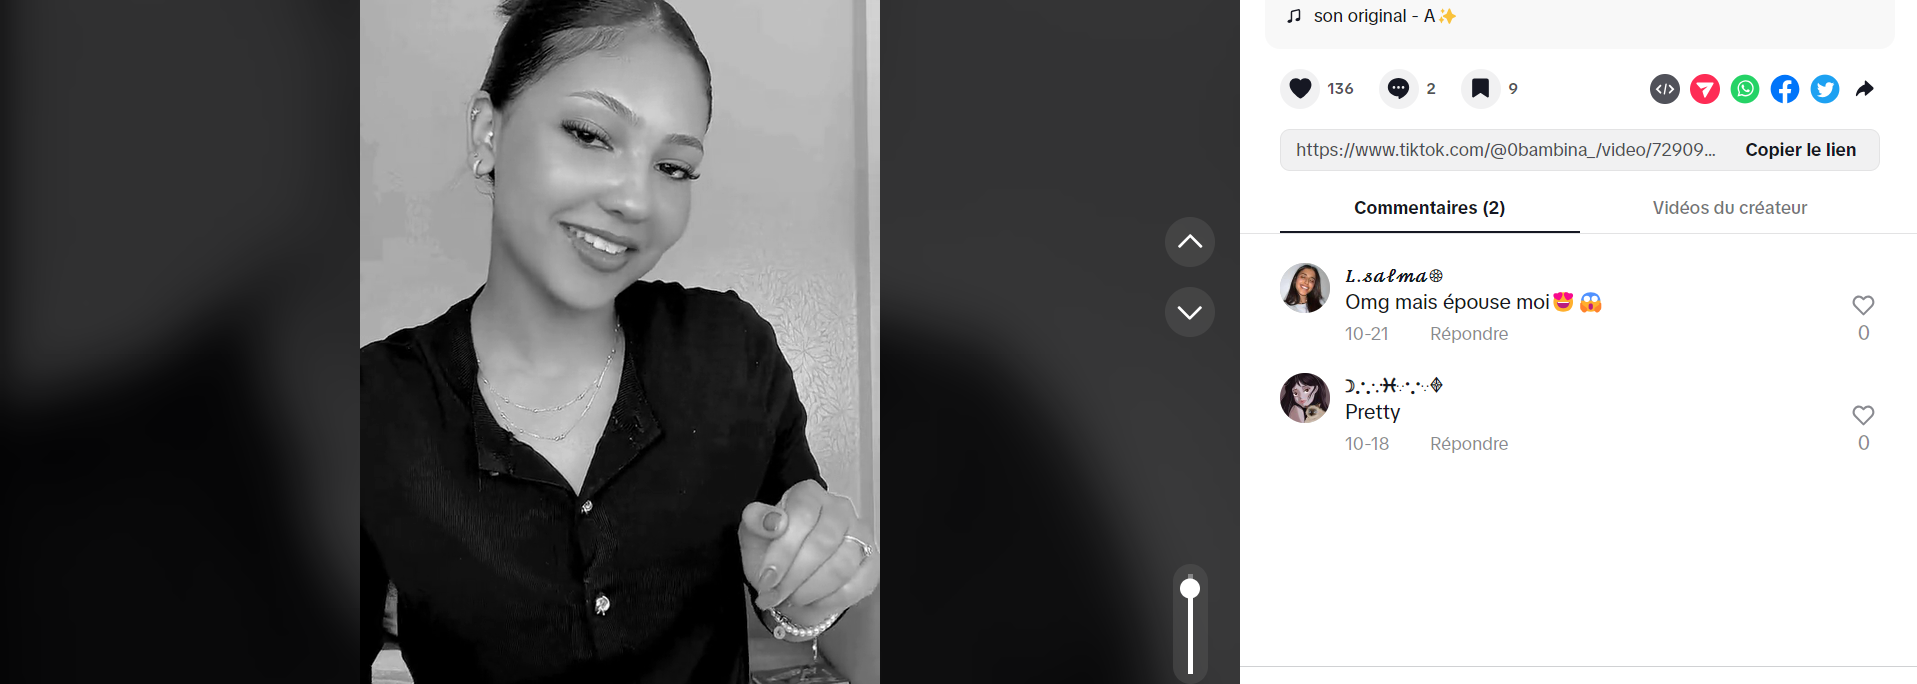 son original - A✨
136
2
9
https://www.tiktok.com/@0bambina_/video/72909...
Copier le lien
Commentaires (2)
Vidéos du créateur
L.𝓼𝓪𝓵𝓶𝓪
Omg mais épouse moi😍😱
10-21 Répondre
0
Pretty
10-18 Répondre
0